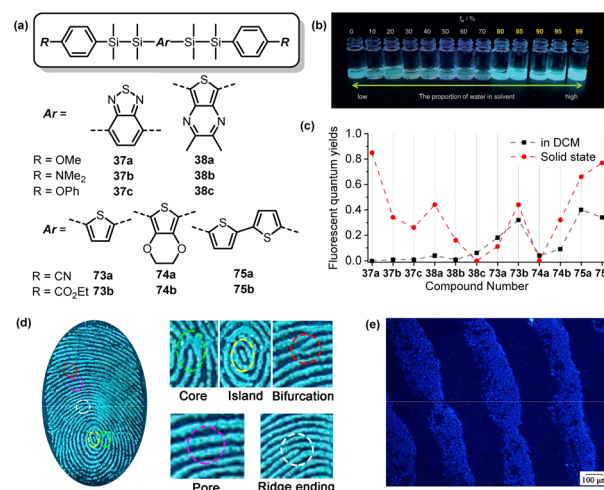 (a)
R
Si
Si
Ar
Si
Si
R
Ar =
S
N
N
S
N
N
R = OMe 37a 38a
R = NMe2 37b 38b
R = OPh 37c 38c
Ar =
S
S
O
O
S
S
R = CN 73a 74a 75a
R = CO2Et 73b 74b 75b
(b)
fw / %
0 10 20 30 40 50 60 70 80 85 90 95 99
low The proportion of water in solvent high
(c)
Fluorescent quantum yields
1.0
0.8
0.6
0.4
0.2
0.0
in DCM
Solid state
37a 37b 37c 38a 38b 38c 73a 73b 74a 74b 75a 75
Compound Number
(d)
Core Island Bifurcation
Pore Ridge ending
(e)
100 μm